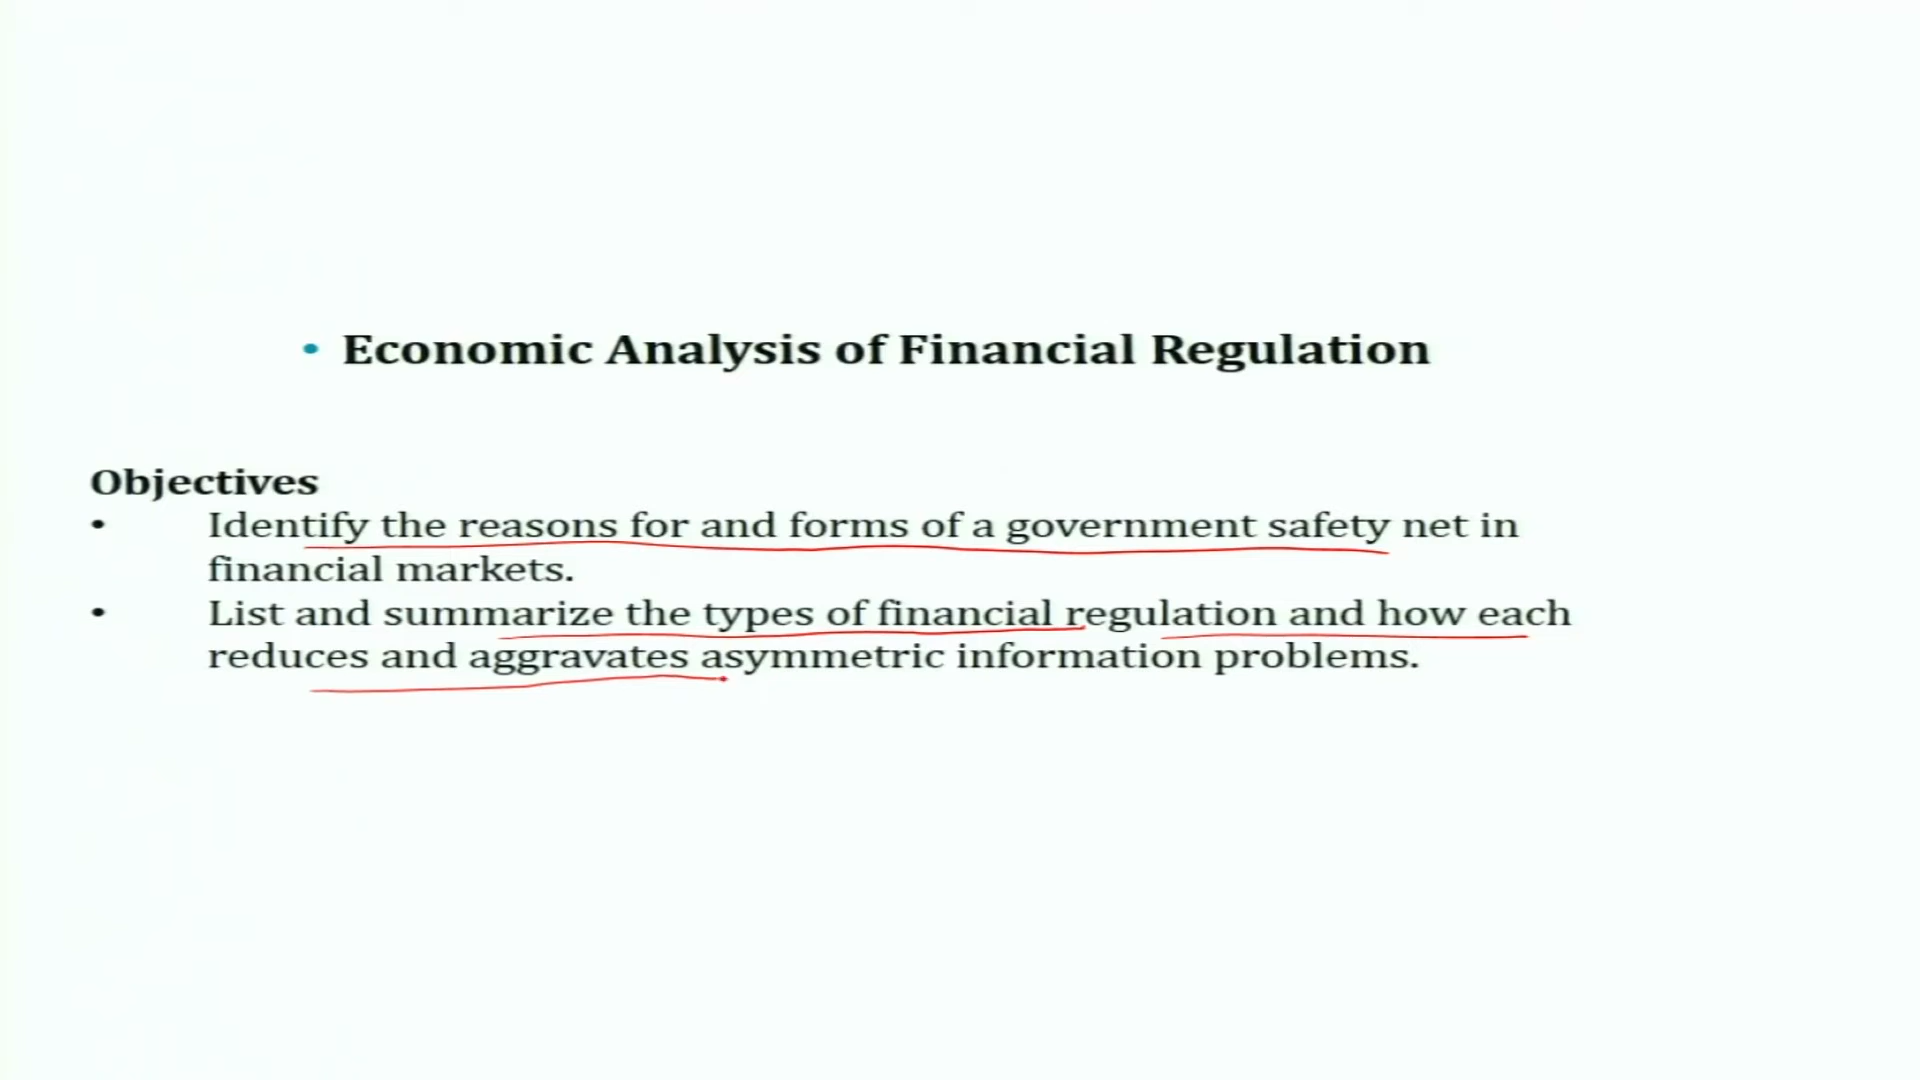 • Economic Analysis of Financial Regulation
Objectives
• Identify the reasons for and forms of a government safety net in
financial markets.
• List and summarize the types of financial regulation and how each
reduces and aggravates asymmetric information problems.